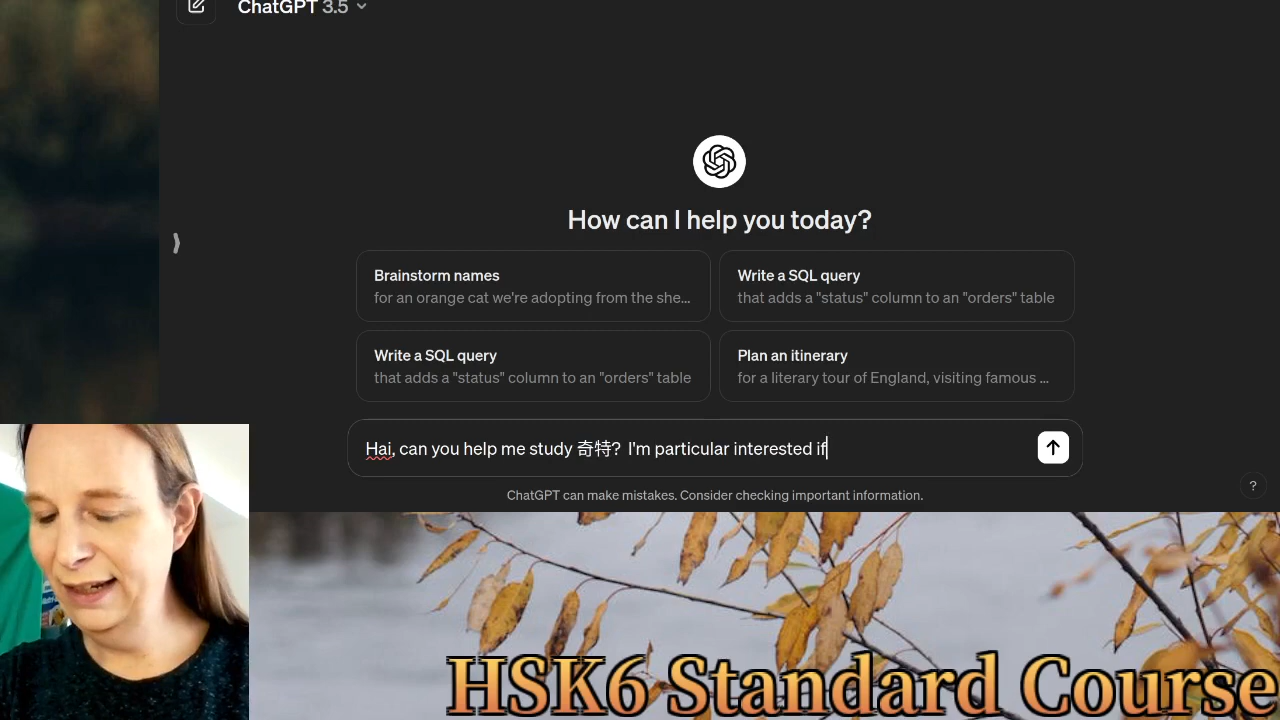 ChatGPT 3.5
How can I help you today?
Brainstorm names
for an orange cat we're adopting from the she...
Write a SQL query
that adds a "status" column to an "orders" table
Write a SQL query
that adds a "status" column to an "orders" table
Plan an itinerary
for a literary tour of England, visiting famous ...
Hai, can you help me study 奇特?  I'm particular interested if
ChatGPT can make mistakes. Consider checking important information.
?
HSK6 Standard Course